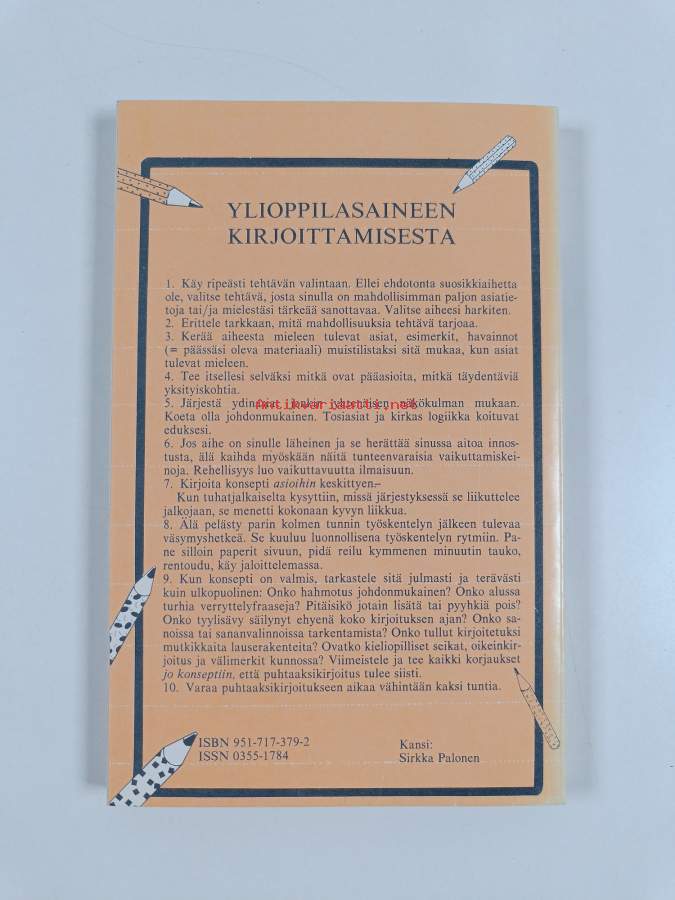 YLIOPPILASAINEEN
KIRJOITTAMISESTA
1. Käy ripeästi tehtävän valintaan. Ellei ehdotonta suosikkiaihetta
ole, valitse tehtävä, josta sinulla on mahdollisimman paljon asiatie-
toja tai/ja mielestäsi tärkeää sanottavaa. Valitse aiheesi harkiten.
2. Erittele tarkkaan, mitä mahdollisuuksia tehtävä tarjoaa.
3. Kerää aiheesta mieleen tulevat asiat, esimerkit, havainnot
(= päässäsi oleva materiaali) muistilistaksi sitä mukaa, kun asiat
tulevat mieleen.
4. Tee itsellesi selväksi mitkä ovat pääasioita, mitkä täydentäviä
yksityiskohtia.
5. Järjestä ydinasiat jonkin yhtenäisen näkökulman mukaan.
Antikvariaatti.net
Koeta olla johdonmukainen. Tosiasiat ja kirkas logiikka koituvat
eduksesi.
6. Jos aihe on sinulle läheinen ja se herättää sinussa aitoa innos-
tusta, älä kaihda myöskään näitä tunteenvaraisia vaikuttamiskei-
noja. Rehellisyys luo vaikuttavuutta ilmaisuun.
7. Kirjoita konsepti asioihin keskittyen.–
Kun tuhatjalkaiselta kysyttiin, missä järjestyksessä se liikuttelee
jalkojaan, se menetti kokonaan kyvyn liikkua.
8. Älä pelästy parin kolmen tunnin työskentelyn jälkeen tulevaa
väsymyshetkeä. Se kuuluu luonnollisena työskentelyn rytmiin. Pa-
ne silloin paperit sivuun, pidä reilu kymmenen minuutin tauko,
rentoudu, käy jaloittelemassa.
9. Kun konsepti on valmis, tarkastele sitä julmasti ja terävästi
kuin ulkopuolinen: Onko hahmotus johdonmukainen? Onko alussa
turhia verryttelyfraaseja? Pitäisikö jotain lisätä tai pyyhkiä pois?
Onko tyylisävy säilynyt ehyenä koko kirjoituksen ajan? Onko sa-
noissa tai sananvalinnoissa tarkentamista? Onko tullut kirjoitetuksi
mutkikkaita lauserakenteita? Ovatko kieliopilliset seikat, oikeinkir-
joitus ja välimerkit kunnossa? Viimeistele ja tee kaikki korjaukset
jo konseptiin, että puhtaaksikirjoitus tulee siisti.
10. Varaa puhtaaksikirjoitukseen aikaa vähintään kaksi tuntia.
ISBN 951-717-379-2
ISSN 0355-1784
Kansi:
Sirkka Palonen